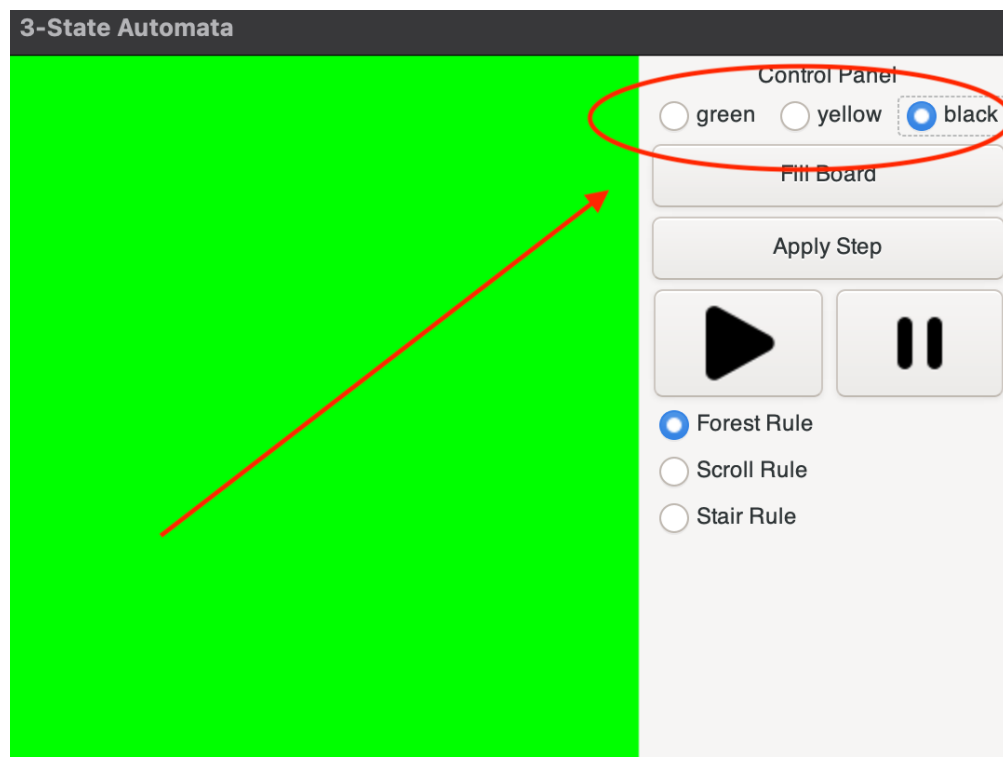 3-State Automata
Control Panel
green yellow black
Fill Board
Apply Step
Forest Rule
Scroll Rule
Stair Rule